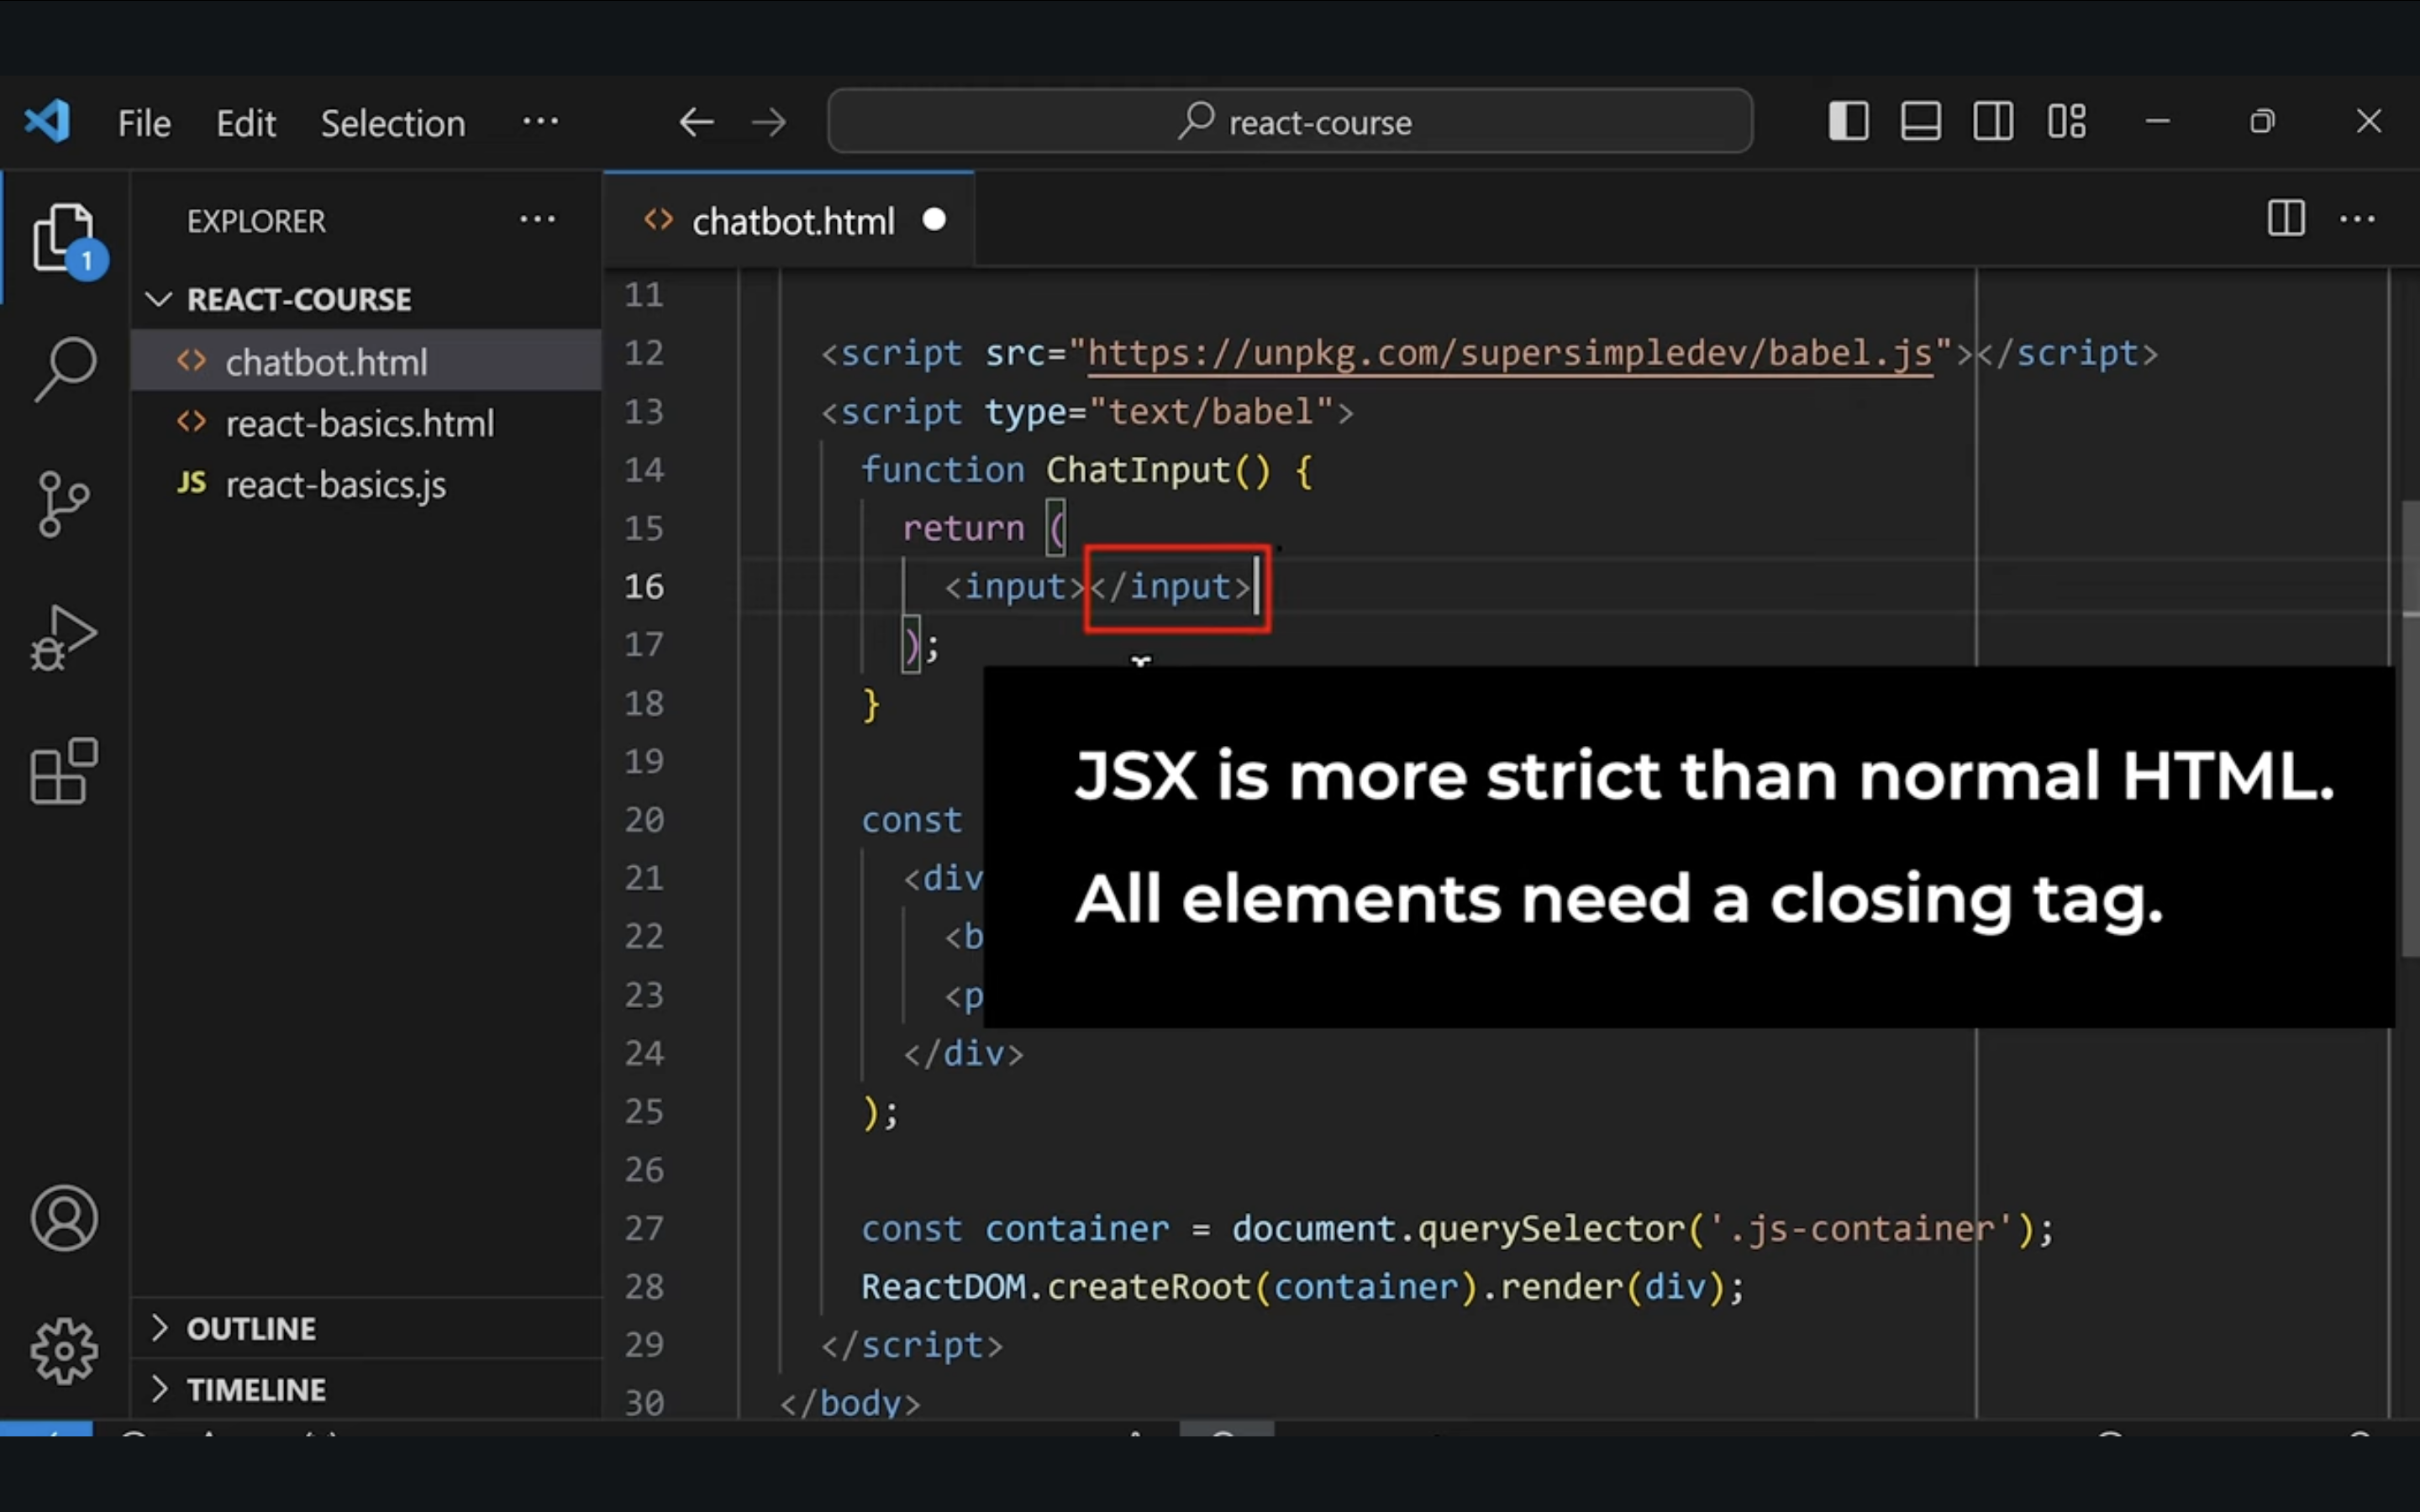 File Edit Selection ··· react-course
EXPLORER ···
chatbot.html
1
REACT-COURSE
chatbot.html
react-basics.html
JS react-basics.js
OUTLINE
TIMELINE
11
12 <script src="https://unpkg.com/supersimpledev/babel.js"></script>
13 <script type="text/babel">
14 function ChatInput() {
15 return (
16 <input></input>
17 );
18 }
19
20 const
21 <div
22 <b
23 <p
24 </div>
25 );
26
27 const container = document.querySelector('.js-container');
28 ReactDOM.createRoot(container).render(div);
29 </script>
30 </body>
JSX is more strict than normal HTML.
All elements need a closing tag.